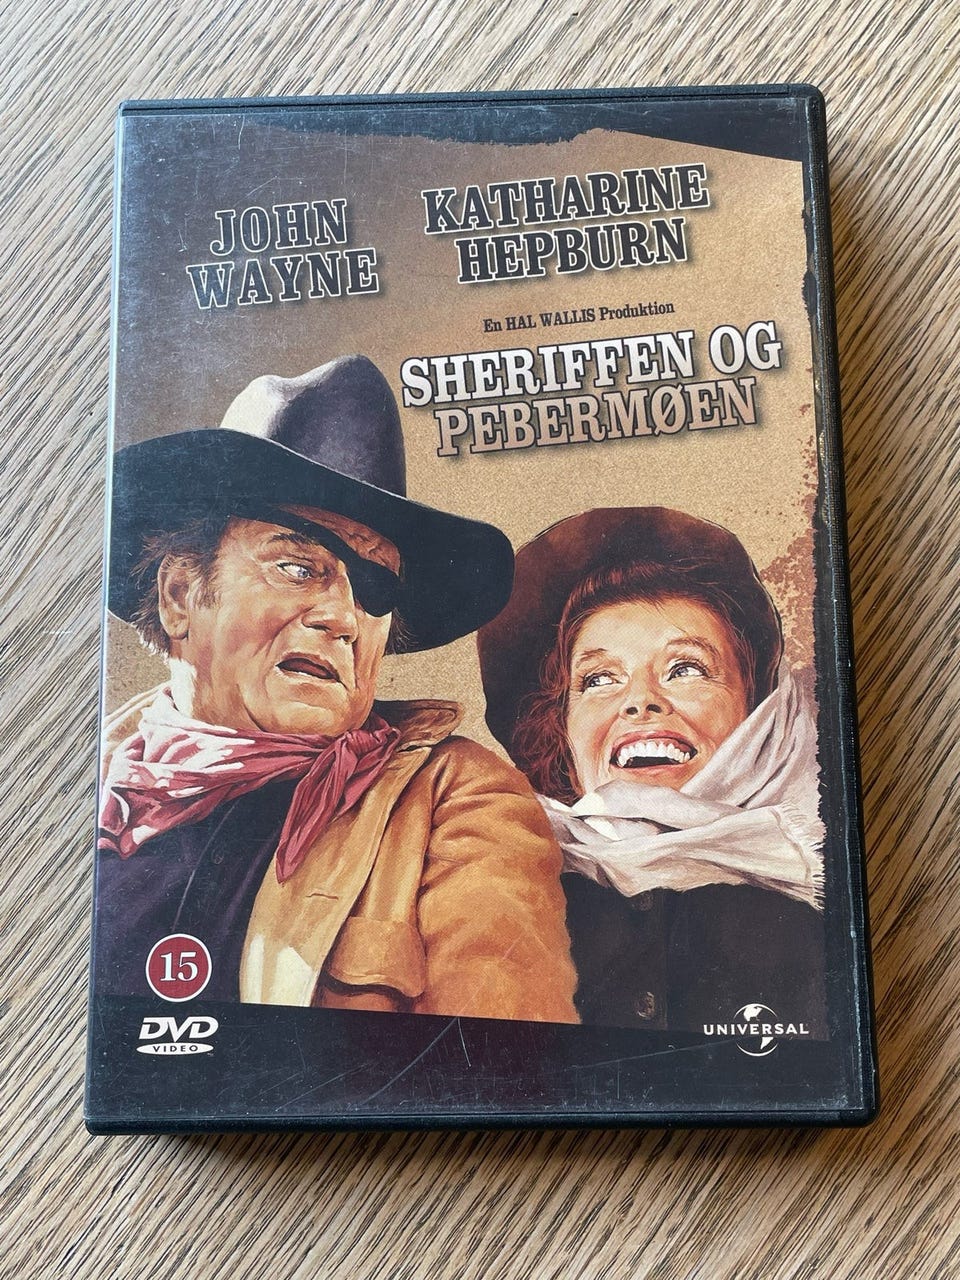 JOHN
WAYNE
KATHARINE
HEPBURN
En HAL WALLIS Produktion
SHERIFFEN OG
PEBERMØEN
15
DVD
VIDEO
UNIVERSAL